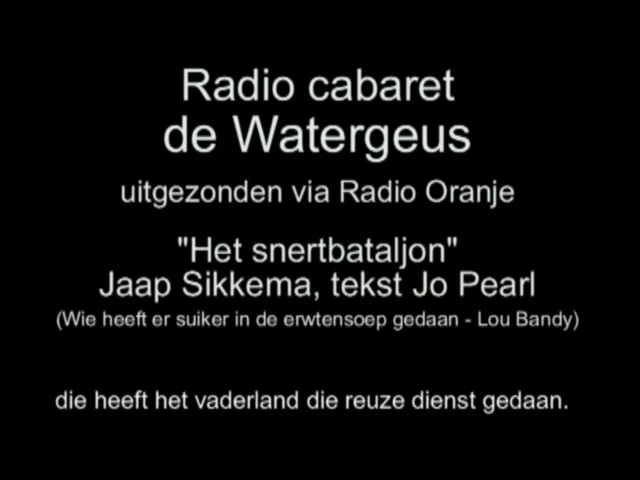 Radio cabaret
de Watergeus
uitgezonden via Radio Oranje
"Het snertbataljon"
Jaap Sikkema, tekst Jo Pearl
(Wie heeft er suiker in de erwtensoep gedaan - Lou Bandy)
die heeft het vaderland die reuze dienst gedaan.